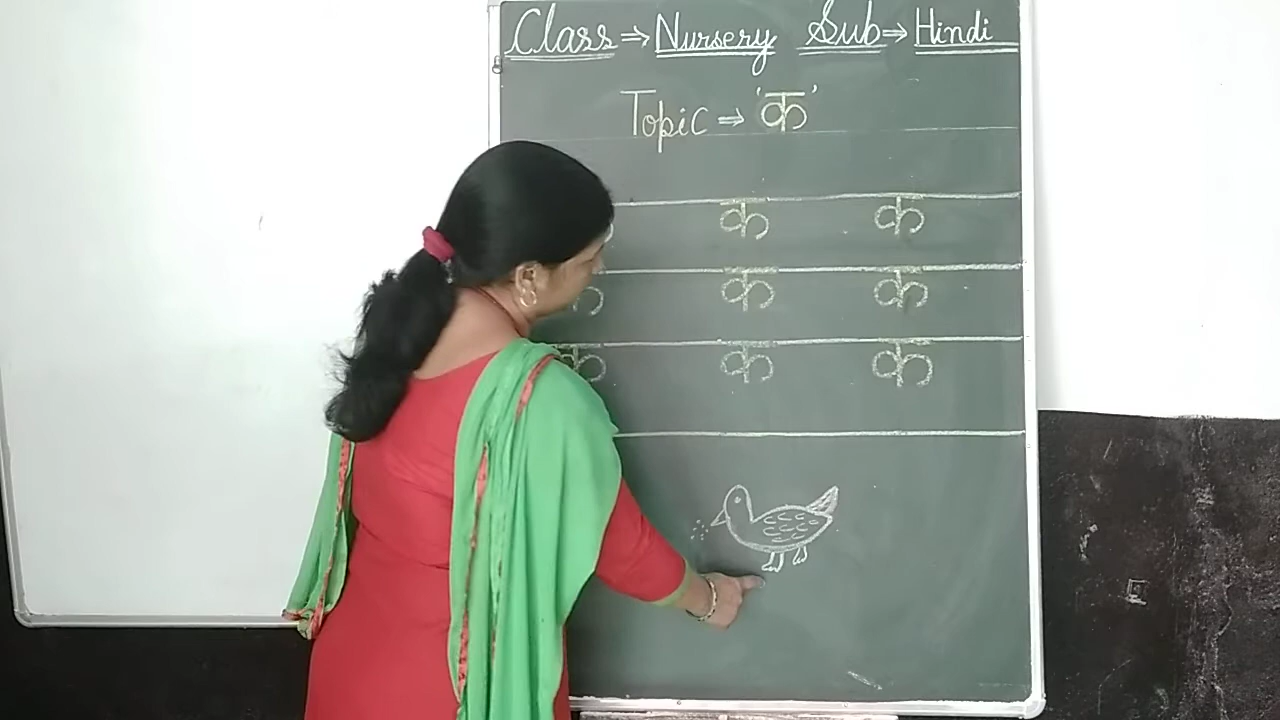 Class ⇒ Nursery Sub ⇒ Hindi
Topic ⇒ 'क'
क क
क क क
क क क